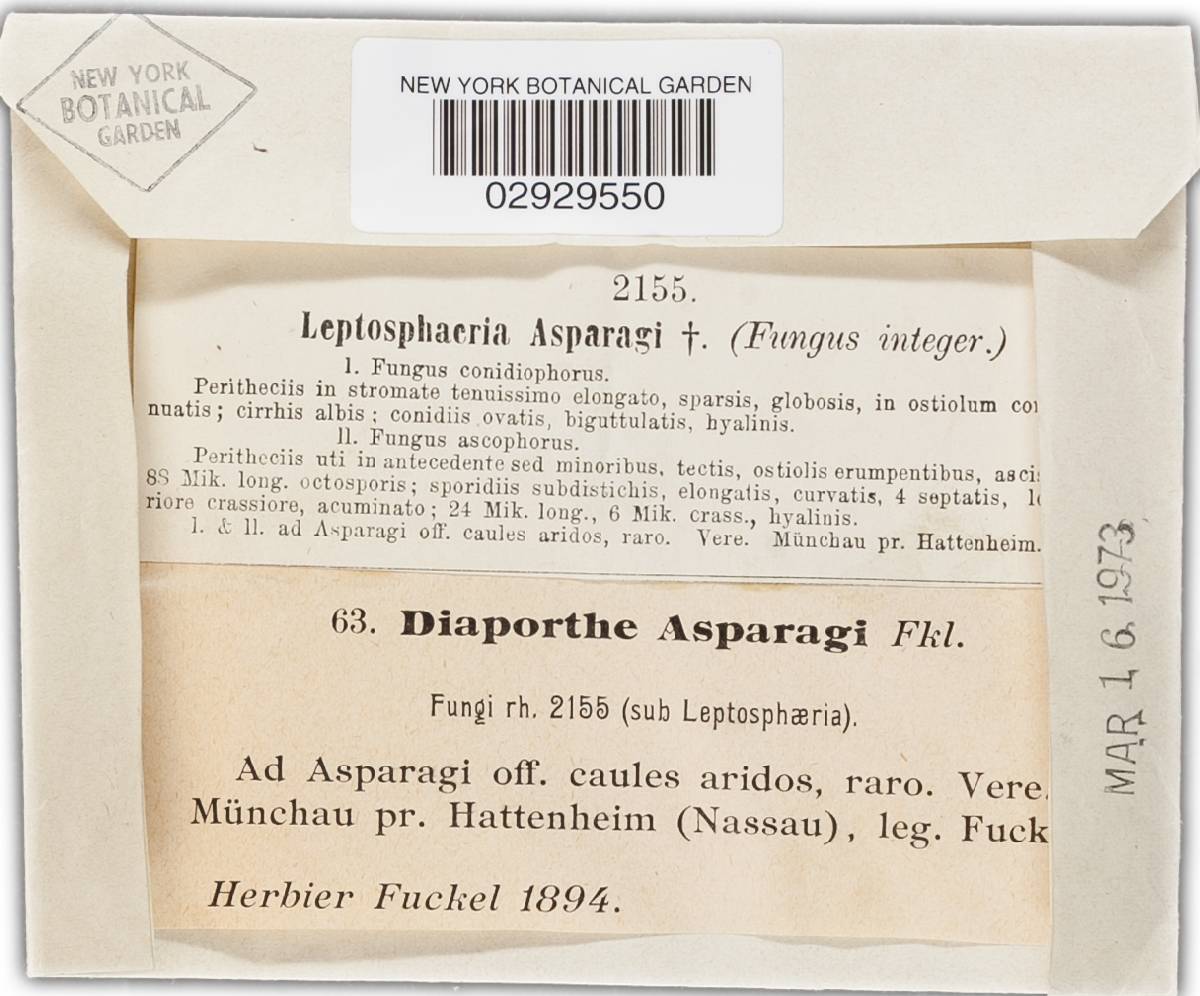 NEW YORK
BOTANICAL
GARDEN
NEW YORK BOTANICAL GARDEN
02929550
2155.
Leptosphaeria Asparagi †. (Fungus integer.)
I. Fungus conidiophorus.
Peritheciis in stromate tenuissimo elongato, sparsis, globosis, in ostiolum
nuatis; cirrhis albis; conidiis ovatis, biguttulatis, hyalinis.
II. Fungus ascophorus.
Peritheciis uti in antecedente sed minoribus, tectis, ostiolis erumpentibus,
88 Mik. long. octosporis; sporidiis subdistichis, elongatis, curvatis, 4 septatis,
riore crassiore, acuminato; 24 Mik. long., 6 Mik. crass., hyalinis.
I. & II. ad Asparagi off. caules aridos, raro. Vere. Münchau pr. Hattenheim.
63. Diaporthe Asparagi Fkl.
Fungi rh. 2155 (sub Leptosphæria).
Ad Asparagi off. caules aridos, raro. Vere.
Münchau pr. Hattenheim (Nassau), leg. Fuck
Herbier Fuckel 1894.
MAR 16 1973